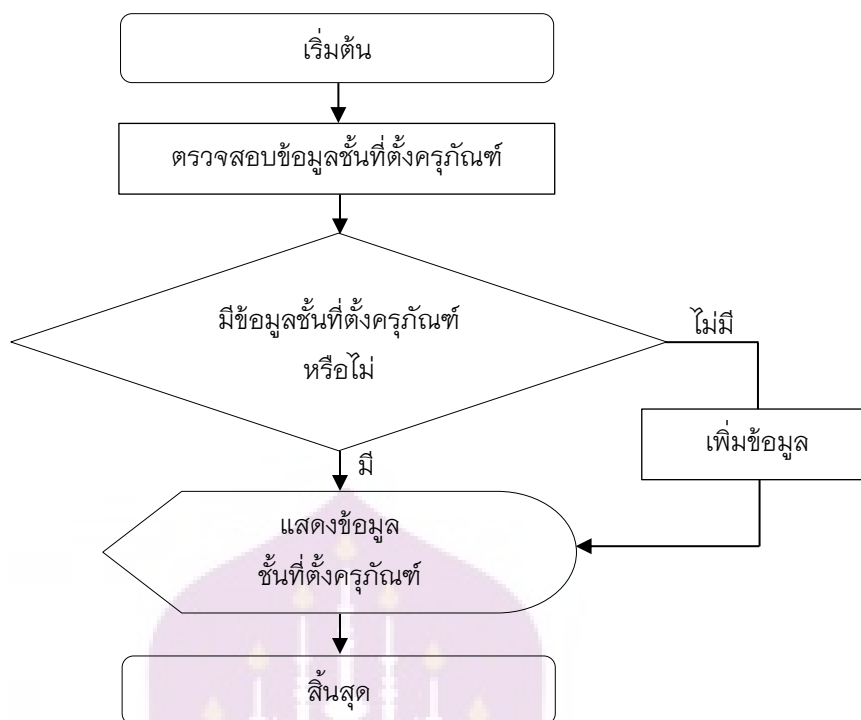 เริ่มต้น
ตรวจสอบข้อมูลชั้นที่ตั้งครุภัณฑ์
มีข้อมูลชั้นที่ตั้งครุภัณฑ์
หรือไม่
ไม่มี
เพิ่มข้อมูล
มี
แสดงข้อมูล
ชั้นที่ตั้งครุภัณฑ์
สิ้นสุด